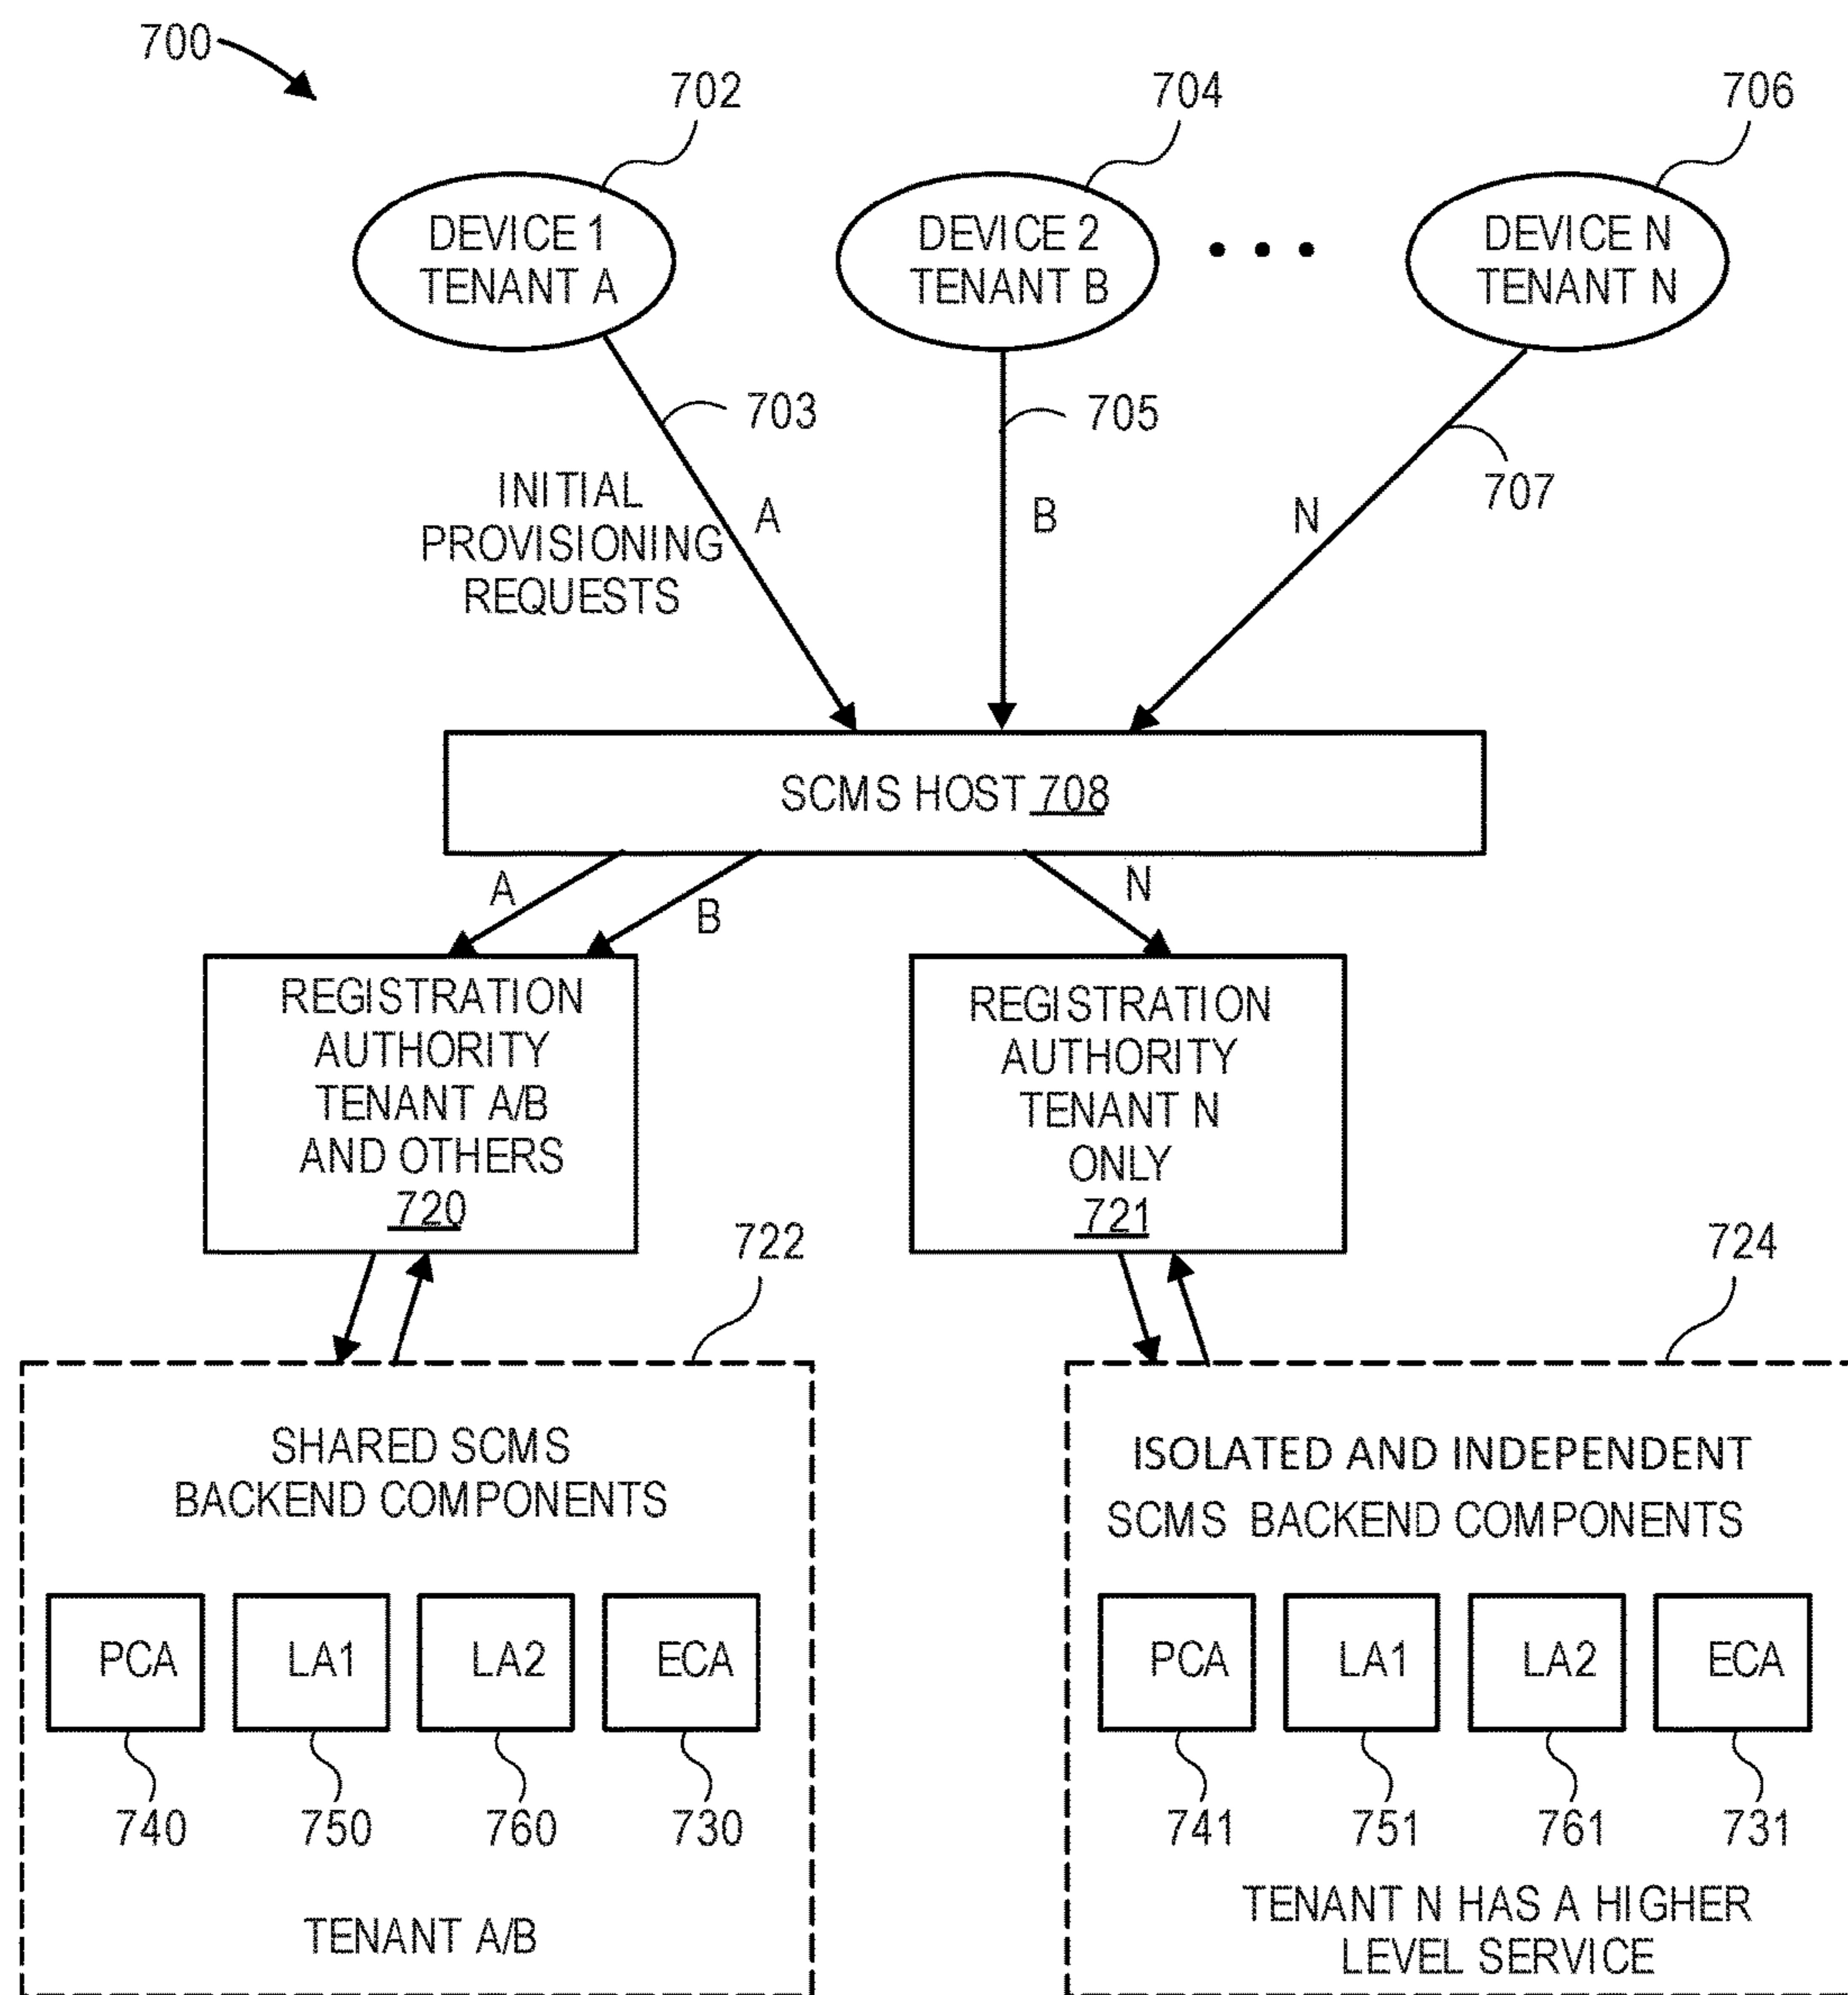 700
702
704
706
DEVICE 1
TENANT A
DEVICE 2
TENANT B
DEVICE N
TENANT N
703
705
707
INITIAL
PROVISIONING
REQUESTS
A
B
N
SCMS HOST 708
A
B
N
REGISTRATION
AUTHORITY
TENANT A/B
AND OTHERS
720
REGISTRATION
AUTHORITY
TENANT N
ONLY
721
722
724
SHARED SCMS
BACKEND COMPONENTS
PCA
LA1
LA2
ECA
740
750
760
730
TENANT A/B
ISOLATED AND INDEPENDENT
SCMS BACKEND COMPONENTS
PCA
LA1
LA2
ECA
741
751
761
731
TENANT N HAS A HIGHER
LEVEL SERVICE